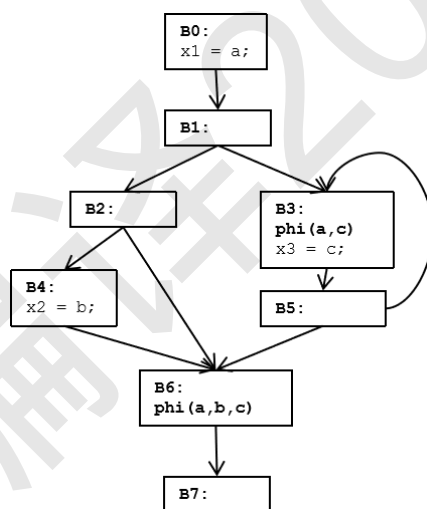 B0:
x1 = a;
B1:
B2:
B3:
phi(a,c)
x3 = c;
B4:
x2 = b;
B5:
B6:
phi(a,b,c)
B7: